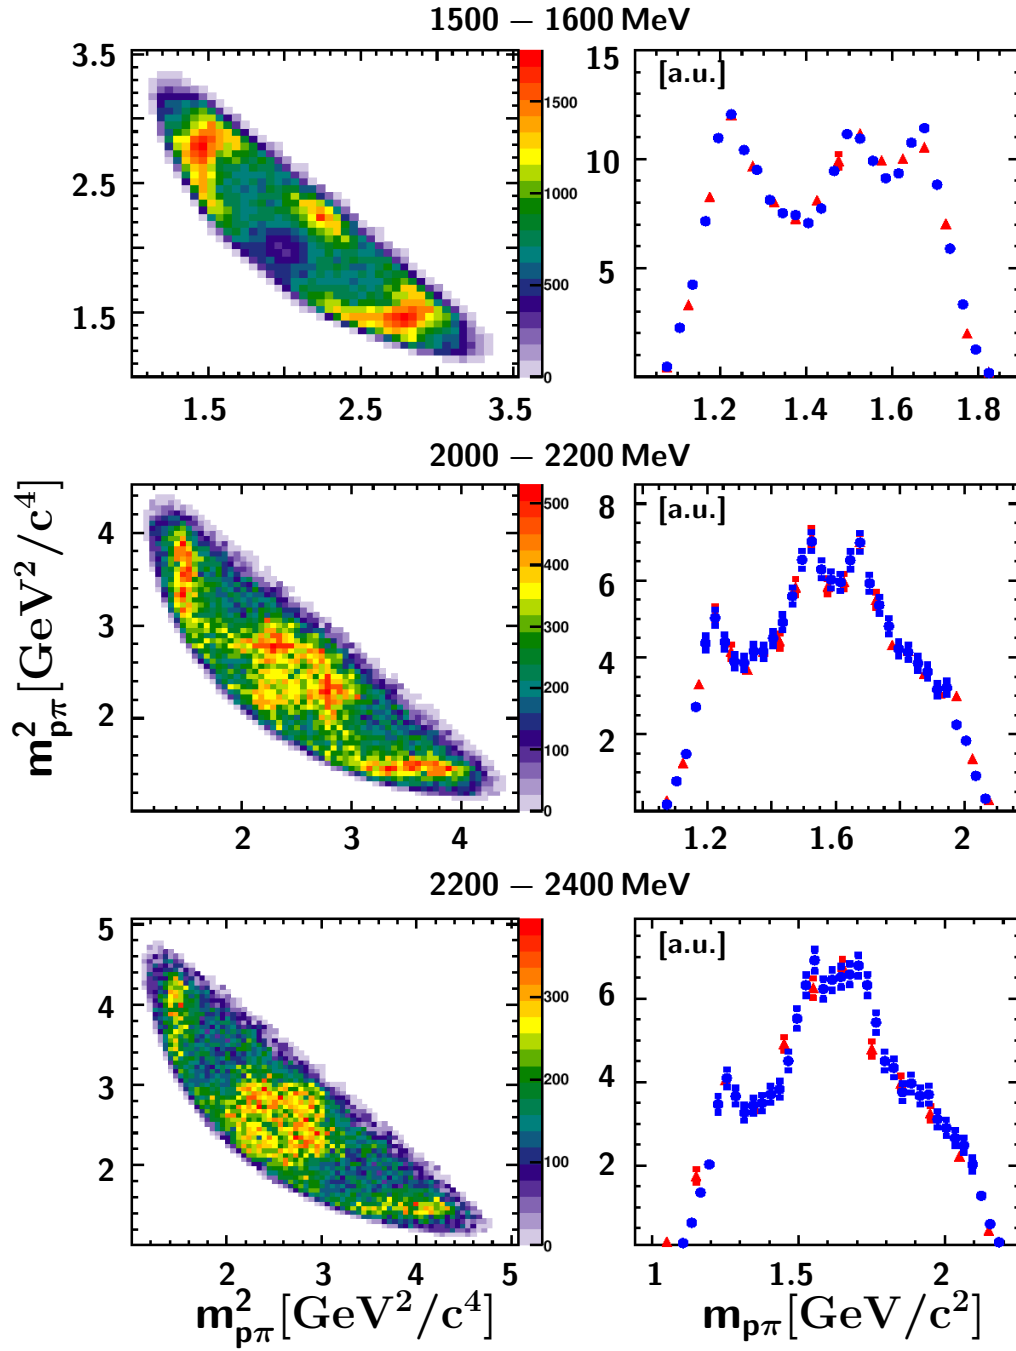 1500 – 1600 MeV
3.5
2.5
1.5
1.5 2.5 3.5
1500
1000
500
0
[a.u.]
15
10
5
1.2 1.4 1.6 1.8
2000 – 2200 MeV
m²pπ [GeV²/c⁴]
4
3
2
2 3 4
500
400
300
200
100
0
[a.u.]
8
6
4
2
1.2 1.6 2
2200 – 2400 MeV
5
4
3
2
2 3 4 5
300
200
100
0
[a.u.]
6
4
2
1 1.5 2
m²pπ [GeV²/c⁴]
mpπ [GeV/c²]